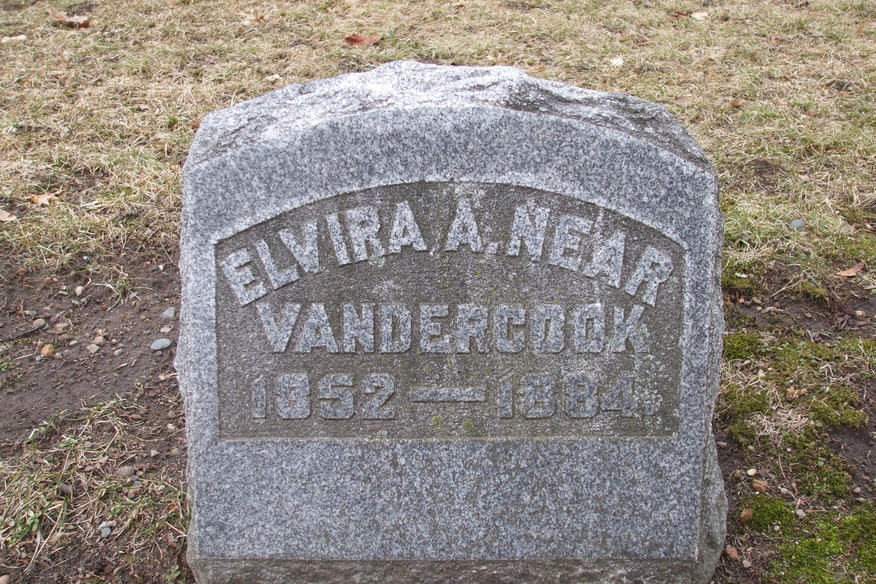 ELVIRA A. NEAR
VANDERCOOK
1852 — 1884.